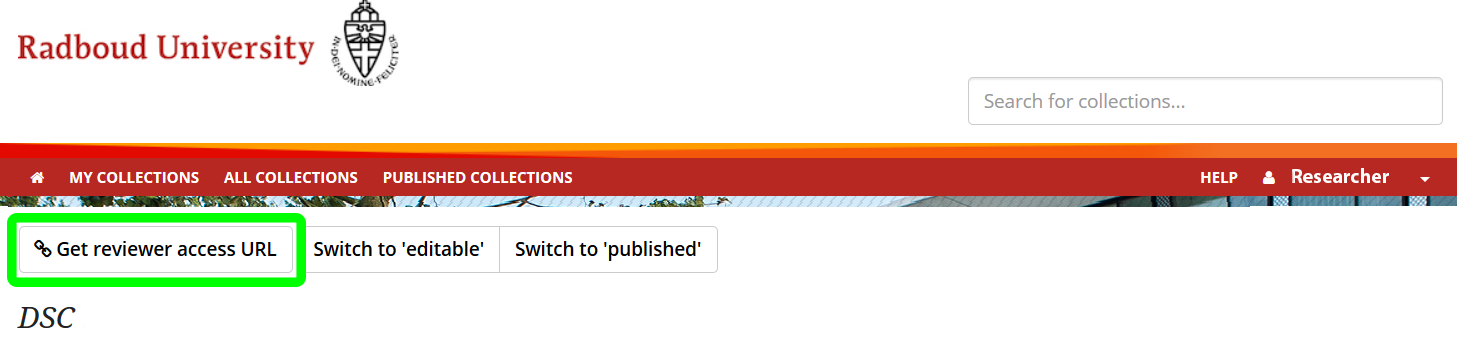 Radboud University
IN·DEI·NOMINE·FELICITER
Search for collections...
MY COLLECTIONS ALL COLLECTIONS PUBLISHED COLLECTIONS HELP Researcher
Get reviewer access URL Switch to 'editable' Switch to 'published'
DSC